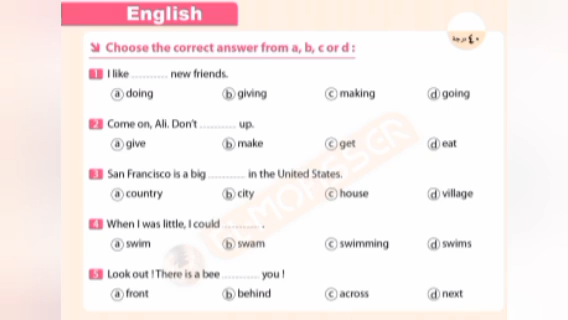 English
Choose the correct answer from a, b, c or d :
٤٠ درجة
1 I like .......... new friends.
a doing b giving c making d going
2 Come on, Ali. Don't .......... up.
a give b make c get d eat
3 San Francisco is a big .......... in the United States.
a country b city c house d village
4 When I was little, I could .......... .
a swim b swam c swimming d swims
5 Look out ! There is a bee .......... you !
a front b behind c across d next